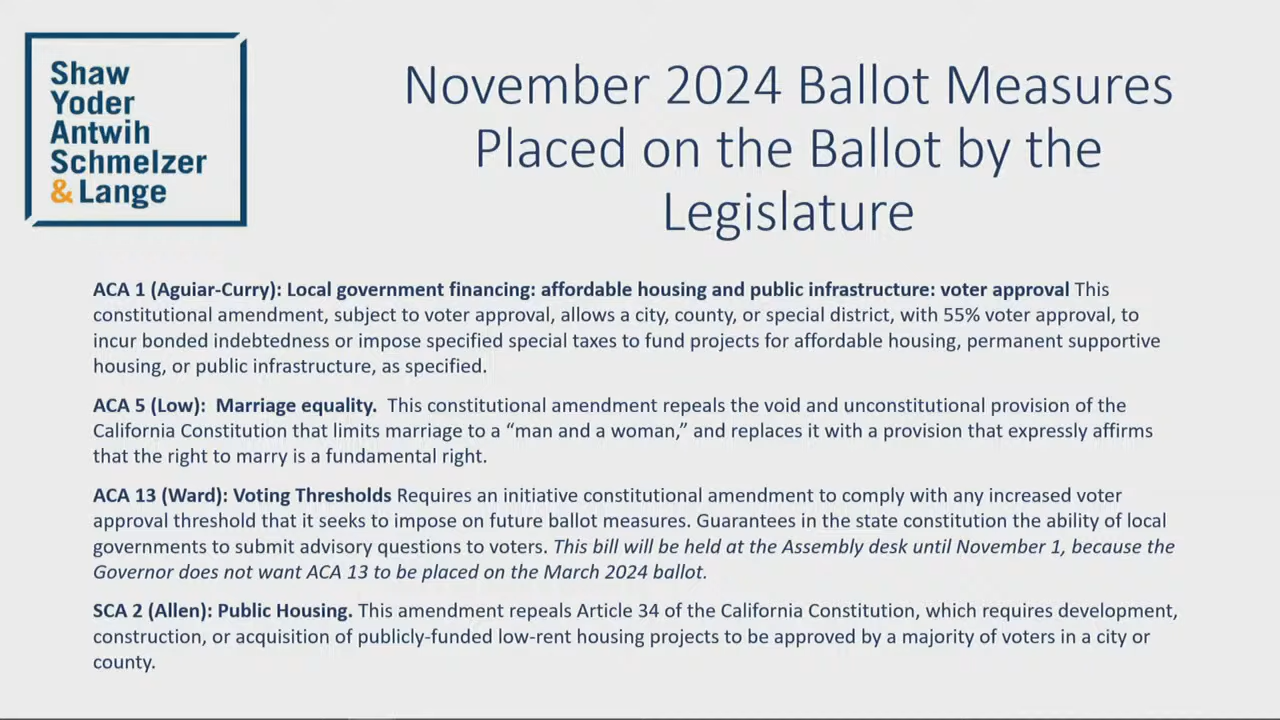 Shaw
Yoder
Antwih
Schmelzer
& Lange
November 2024 Ballot Measures
Placed on the Ballot by the
Legislature
ACA 1 (Aguiar-Curry): Local government financing: affordable housing and public infrastructure: voter approval This
constitutional amendment, subject to voter approval, allows a city, county, or special district, with 55% voter approval, to
incur bonded indebtedness or impose specified special taxes to fund projects for affordable housing, permanent supportive
housing, or public infrastructure, as specified.
ACA 5 (Low):  Marriage equality.  This constitutional amendment repeals the void and unconstitutional provision of the
California Constitution that limits marriage to a “man and a woman,” and replaces it with a provision that expressly affirms
that the right to marry is a fundamental right.
ACA 13 (Ward): Voting Thresholds Requires an initiative constitutional amendment to comply with any increased voter
approval threshold that it seeks to impose on future ballot measures. Guarantees in the state constitution the ability of local
governments to submit advisory questions to voters. This bill will be held at the Assembly desk until November 1, because the
Governor does not want ACA 13 to be placed on the March 2024 ballot.
SCA 2 (Allen): Public Housing. This amendment repeals Article 34 of the California Constitution, which requires development,
construction, or acquisition of publicly-funded low-rent housing projects to be approved by a majority of voters in a city or
county.